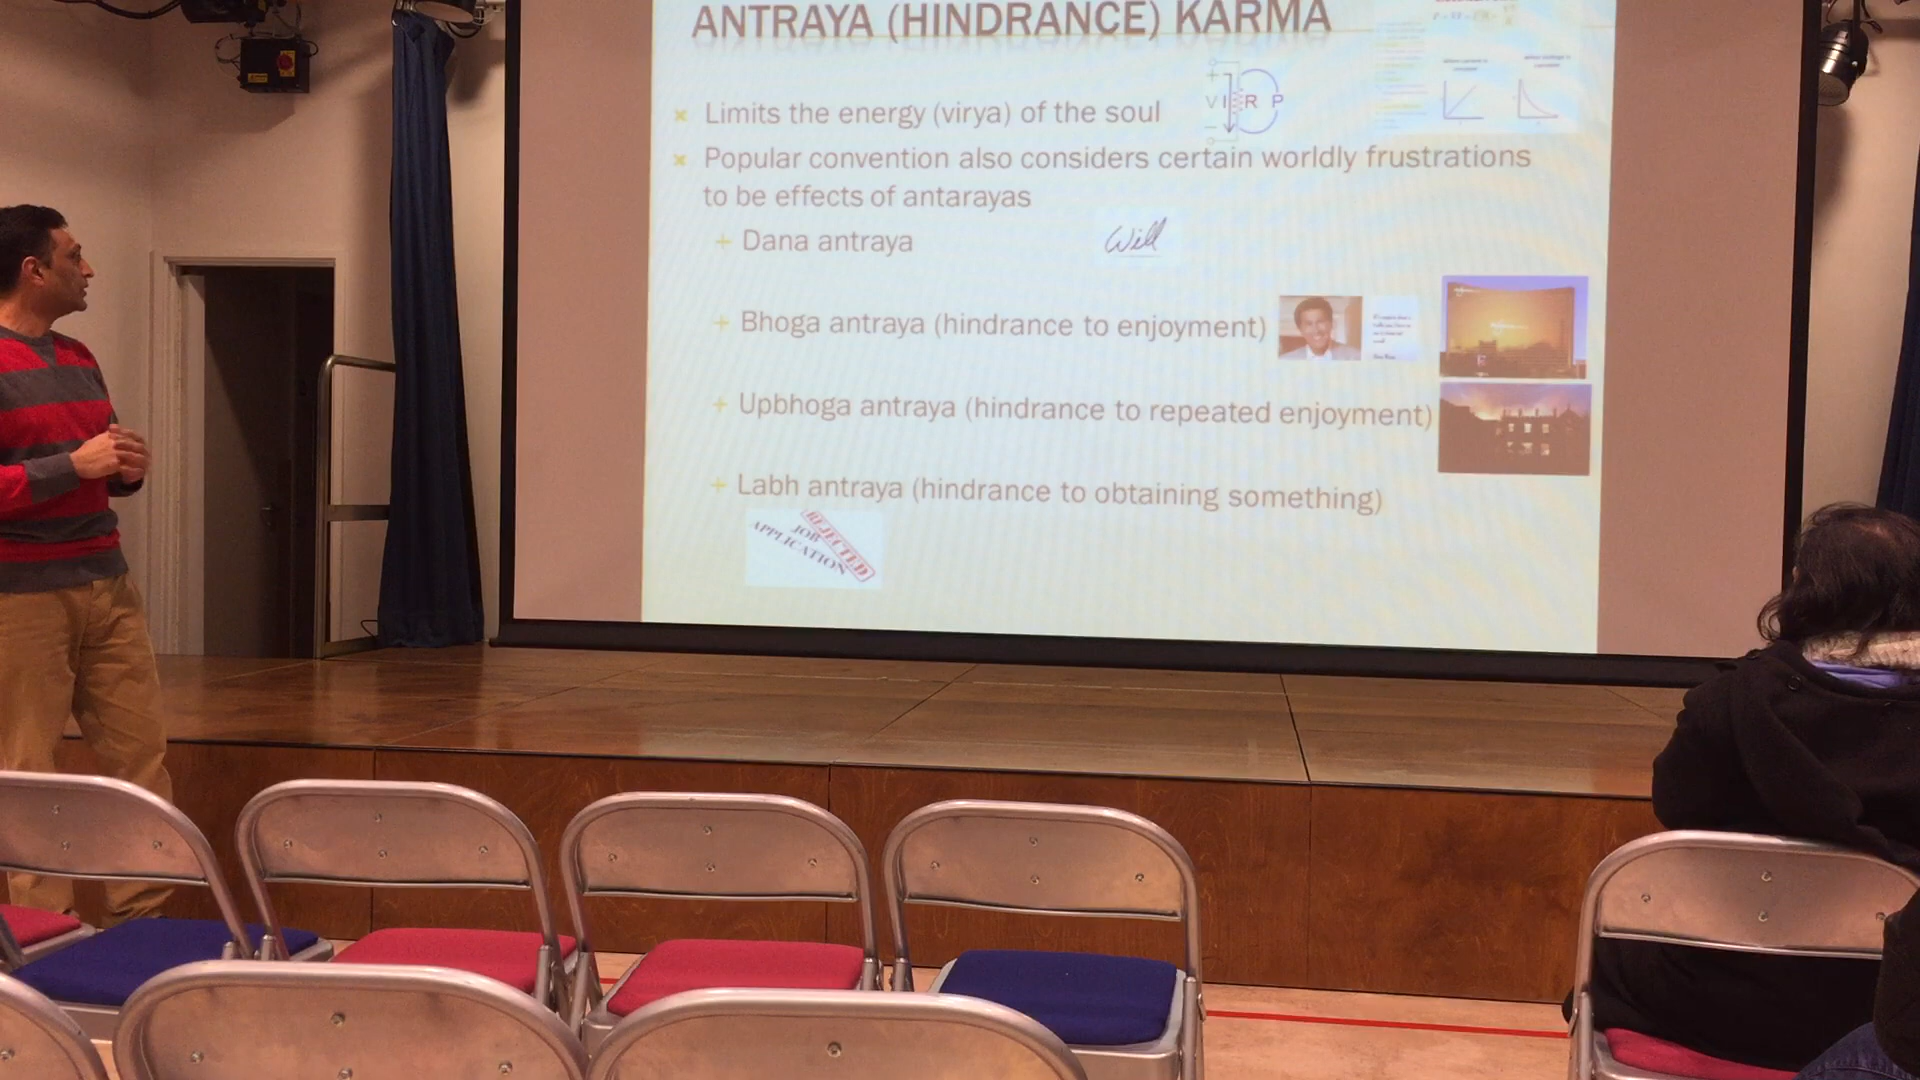 ANTRAYA (HINDRANCE) KARMA
Limits the energy (virya) of the soul
+
V I R P
−
Popular convention also considers certain worldly frustrations
to be effects of antarayas
+ Dana antraya
Will
+ Bhoga antraya (hindrance to enjoyment)
+ Upbhoga antraya (hindrance to repeated enjoyment)
+ Labh antraya (hindrance to obtaining something)
REJECTED
JOB
APPLICATION